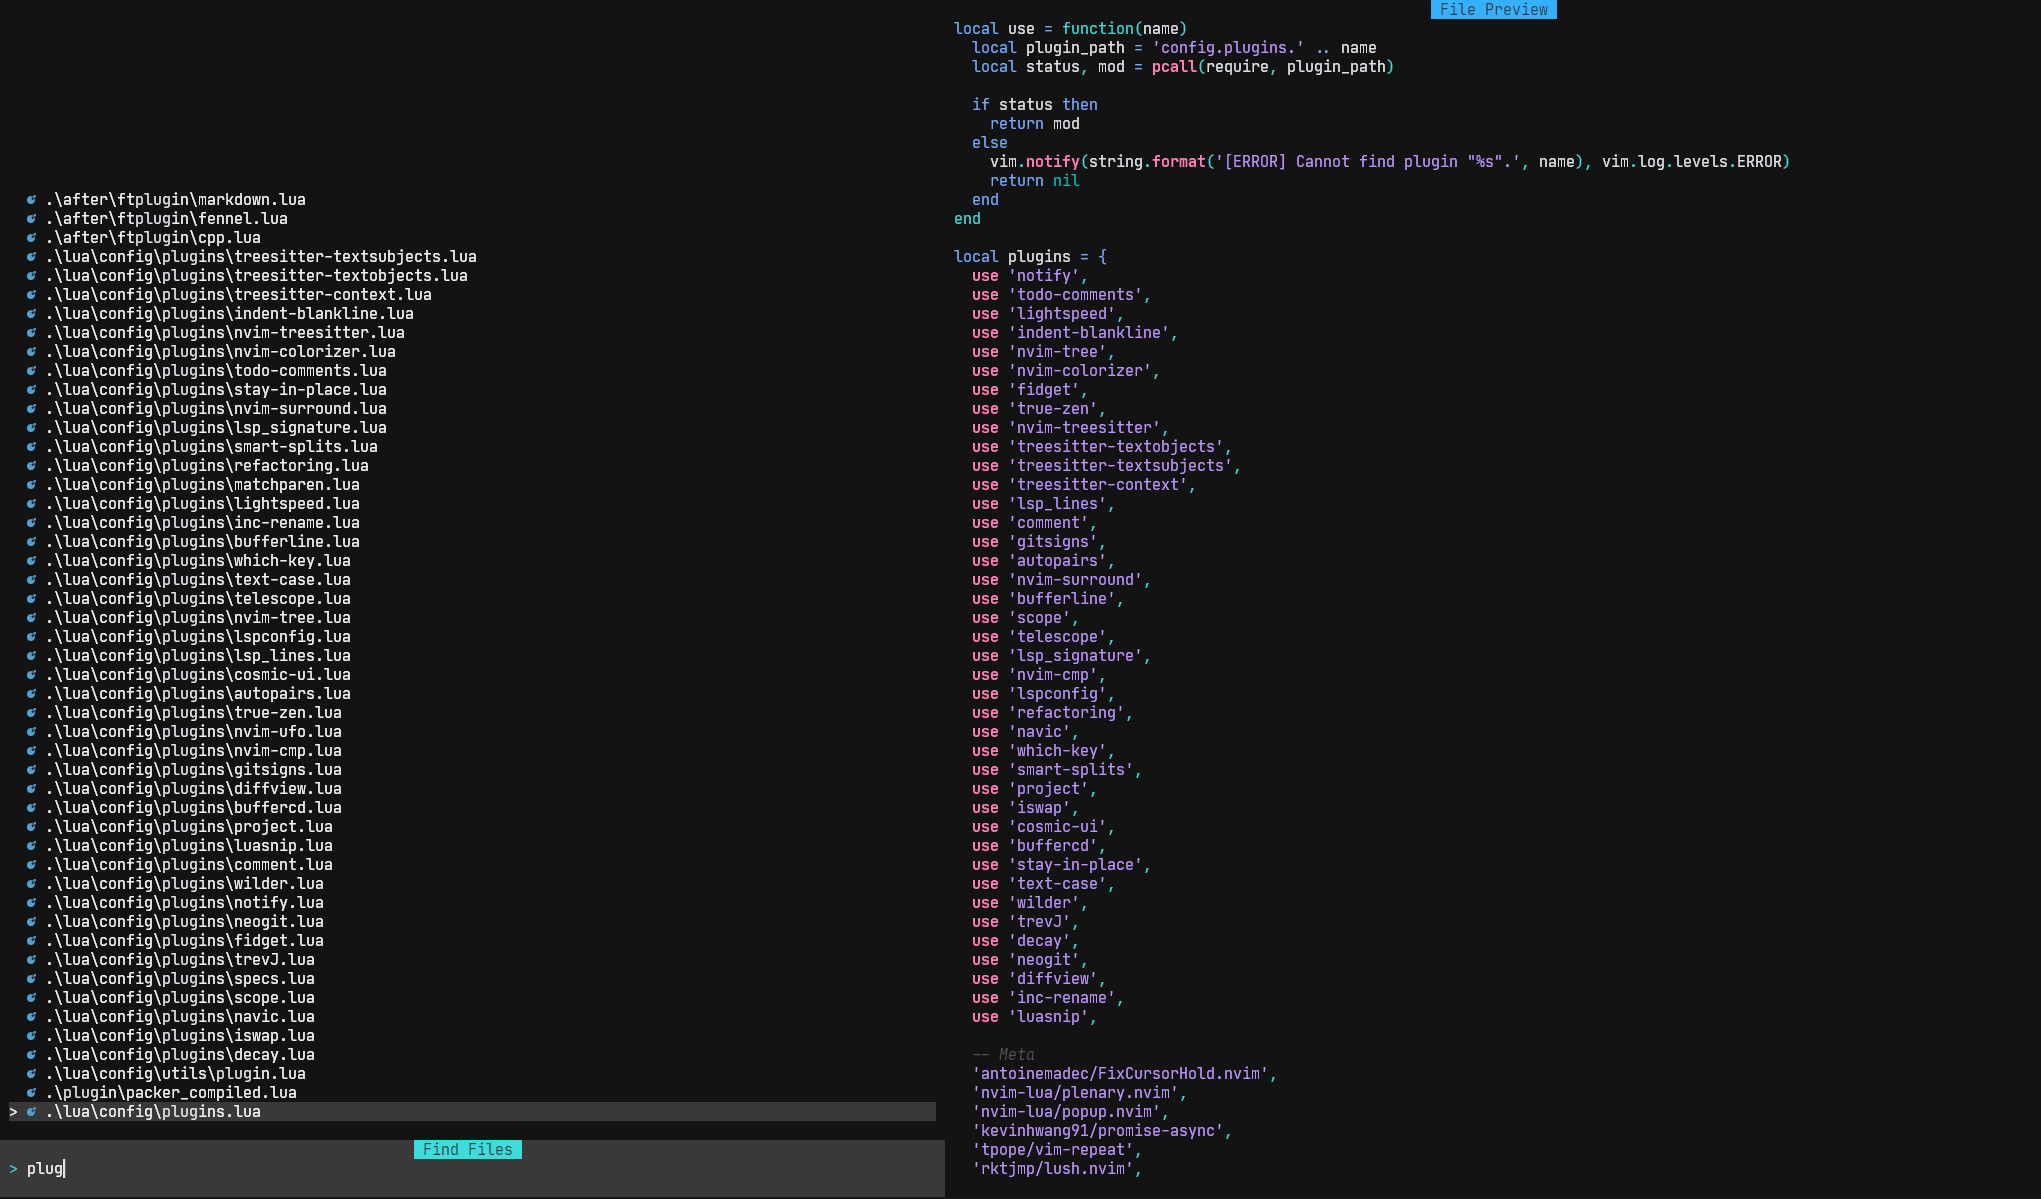 .\after\ftplugin\markdown.lua
.\after\ftplugin\fennel.lua
.\after\ftplugin\cpp.lua
.\lua\config\plugins\treesitter-textsubjects.lua
.\lua\config\plugins\treesitter-textobjects.lua
.\lua\config\plugins\treesitter-context.lua
.\lua\config\plugins\indent-blankline.lua
.\lua\config\plugins\nvim-treesitter.lua
.\lua\config\plugins\nvim-colorizer.lua
.\lua\config\plugins\todo-comments.lua
.\lua\config\plugins\stay-in-place.lua
.\lua\config\plugins\nvim-surround.lua
.\lua\config\plugins\lsp_signature.lua
.\lua\config\plugins\smart-splits.lua
.\lua\config\plugins\refactoring.lua
.\lua\config\plugins\matchparen.lua
.\lua\config\plugins\lightspeed.lua
.\lua\config\plugins\inc-rename.lua
.\lua\config\plugins\bufferline.lua
.\lua\config\plugins\which-key.lua
.\lua\config\plugins\text-case.lua
.\lua\config\plugins\telescope.lua
.\lua\config\plugins\nvim-tree.lua
.\lua\config\plugins\lspconfig.lua
.\lua\config\plugins\lsp_lines.lua
.\lua\config\plugins\cosmic-ui.lua
.\lua\config\plugins\autopairs.lua
.\lua\config\plugins\true-zen.lua
.\lua\config\plugins\nvim-ufo.lua
.\lua\config\plugins\nvim-cmp.lua
.\lua\config\plugins\gitsigns.lua
.\lua\config\plugins\diffview.lua
.\lua\config\plugins\buffercd.lua
.\lua\config\plugins\project.lua
.\lua\config\plugins\luasnip.lua
.\lua\config\plugins\comment.lua
.\lua\config\plugins\wilder.lua
.\lua\config\plugins\notify.lua
.\lua\config\plugins\neogit.lua
.\lua\config\plugins\fidget.lua
.\lua\config\plugins\trevJ.lua
.\lua\config\plugins\specs.lua
.\lua\config\plugins\scope.lua
.\lua\config\plugins\navic.lua
.\lua\config\plugins\iswap.lua
.\lua\config\plugins\decay.lua
.\lua\config\utils\plugin.lua
.\plugin\packer_compiled.lua
> .\lua\config\plugins.lua
Find Files
> plug
File Preview
local use = function(name)
  local plugin_path = 'config.plugins.' .. name
  local status, mod = pcall(require, plugin_path)

  if status then
    return mod
  else
    vim.notify(string.format('[ERROR] Cannot find plugin "%s".', name), vim.log.levels.ERROR)
    return nil
  end
end

local plugins = {
  use 'notify',
  use 'todo-comments',
  use 'lightspeed',
  use 'indent-blankline',
  use 'nvim-tree',
  use 'nvim-colorizer',
  use 'fidget',
  use 'true-zen',
  use 'nvim-treesitter',
  use 'treesitter-textobjects',
  use 'treesitter-textsubjects',
  use 'treesitter-context',
  use 'lsp_lines',
  use 'comment',
  use 'gitsigns',
  use 'autopairs',
  use 'nvim-surround',
  use 'bufferline',
  use 'scope',
  use 'telescope',
  use 'lsp_signature',
  use 'nvim-cmp',
  use 'lspconfig',
  use 'refactoring',
  use 'navic',
  use 'which-key',
  use 'smart-splits',
  use 'project',
  use 'iswap',
  use 'cosmic-ui',
  use 'buffercd',
  use 'stay-in-place',
  use 'text-case',
  use 'wilder',
  use 'trevJ',
  use 'decay',
  use 'neogit',
  use 'diffview',
  use 'inc-rename',
  use 'luasnip',

  -- Meta
  'antoinemadec/FixCursorHold.nvim',
  'nvim-lua/plenary.nvim',
  'nvim-lua/popup.nvim',
  'kevinhwang91/promise-async',
  'tpope/vim-repeat',
  'rktjmp/lush.nvim',